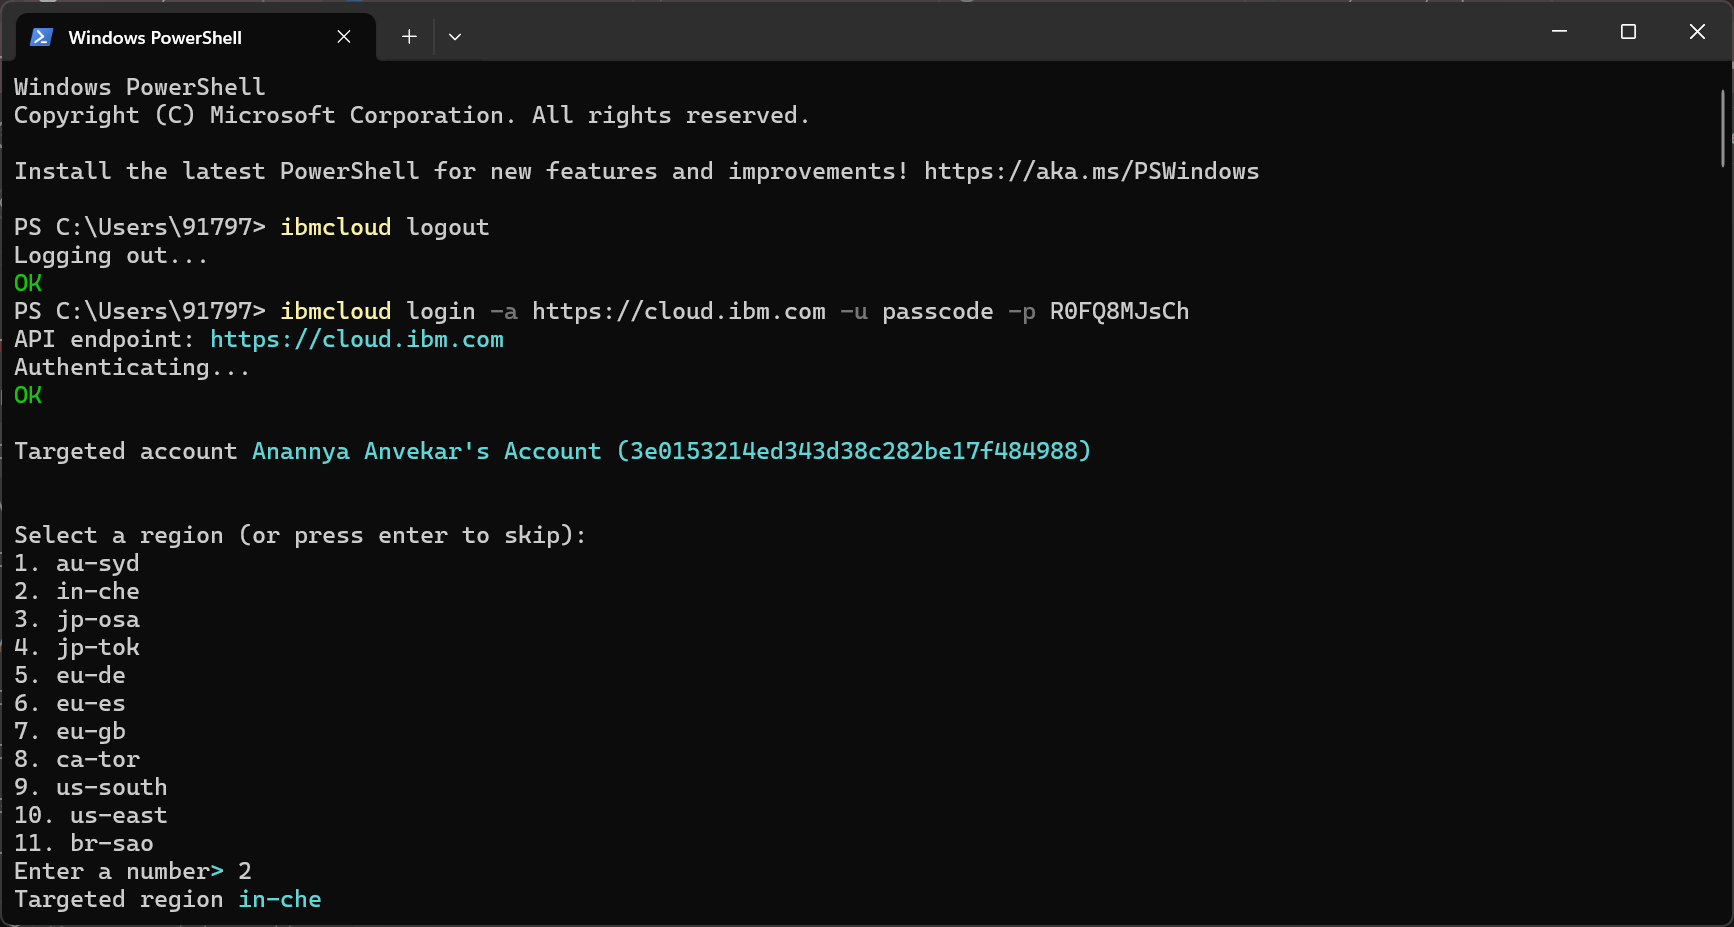 Windows PowerShell
Windows PowerShell
Copyright (C) Microsoft Corporation. All rights reserved.
Install the latest PowerShell for new features and improvements! https://aka.ms/PSWindows
PS C:\Users\91797> ibmcloud logout
Logging out...
OK
PS C:\Users\91797> ibmcloud login -a https://cloud.ibm.com -u passcode -p R0FQ8MJsCh
API endpoint: https://cloud.ibm.com
Authenticating...
OK
Targeted account Anannya Anvekar's Account (3e0153214ed343d38c282be17f484988)
Select a region (or press enter to skip):
1. au-syd
2. in-che
3. jp-osa
4. jp-tok
5. eu-de
6. eu-es
7. eu-gb
8. ca-tor
9. us-south
10. us-east
11. br-sao
Enter a number> 2
Targeted region in-che